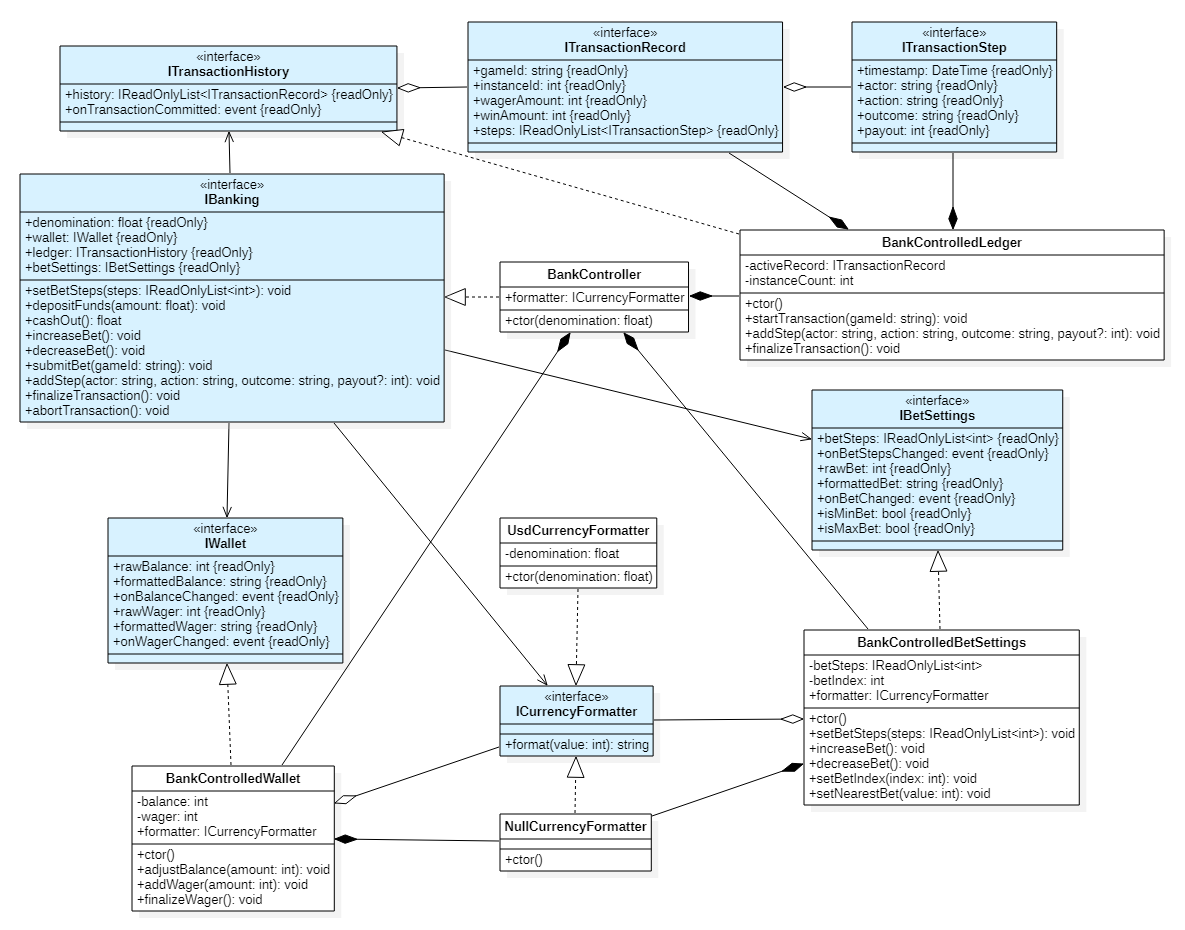 «interface»
ITransactionHistory
+history: IReadOnlyList<ITransactionRecord> {readOnly}
+onTransactionCommitted: event {readOnly}
«interface»
ITransactionRecord
+gameId: string {readOnly}
+instanceId: int {readOnly}
+wagerAmount: int {readOnly}
+winAmount: int {readOnly}
+steps: IReadOnlyList<ITransactionStep> {readOnly}
«interface»
ITransactionStep
+timestamp: DateTime {readOnly}
+actor: string {readOnly}
+action: string {readOnly}
+outcome: string {readOnly}
+payout: int {readOnly}
«interface»
IBanking
+denomination: float {readOnly}
+wallet: IWallet {readOnly}
+ledger: ITransactionHistory {readOnly}
+betSettings: IBetSettings {readOnly}
+setBetSteps(steps: IReadOnlyList<int>): void
+depositFunds(amount: float): void
+cashOut(): float
+increaseBet(): void
+decreaseBet(): void
+submitBet(gameId: string): void
+addStep(actor: string, action: string, outcome: string, payout?: int): void
+finalizeTransaction(): void
+abortTransaction(): void
BankController
+formatter: ICurrencyFormatter
+ctor(denomination: float)
BankControlledLedger
-activeRecord: ITransactionRecord
-instanceCount: int
+ctor()
+startTransaction(gameId: string): void
+addStep(actor: string, action: string, outcome: string, payout?: int): void
+finalizeTransaction(): void
«interface»
IBetSettings
+betSteps: IReadOnlyList<int> {readOnly}
+onBetStepsChanged: event {readOnly}
+rawBet: int {readOnly}
+formattedBet: string {readOnly}
+onBetChanged: event {readOnly}
+isMinBet: bool {readOnly}
+isMaxBet: bool {readOnly}
«interface»
IWallet
+rawBalance: int {readOnly}
+formattedBalance: string {readOnly}
+onBalanceChanged: event {readOnly}
+rawWager: int {readOnly}
+formattedWager: string {readOnly}
+onWagerChanged: event {readOnly}
UsdCurrencyFormatter
-denomination: float
+ctor(denomination: float)
«interface»
ICurrencyFormatter
+format(value: int): string
BankControlledBetSettings
-betSteps: IReadOnlyList<int>
-betIndex: int
+formatter: ICurrencyFormatter
+ctor()
+setBetSteps(steps: IReadOnlyList<int>): void
+increaseBet(): void
+decreaseBet(): void
+setBetIndex(index: int): void
+setNearestBet(value: int): void
BankControlledWallet
-balance: int
-wager: int
+formatter: ICurrencyFormatter
+ctor()
+adjustBalance(amount: int): void
+addWager(amount: int): void
+finalizeWager(): void
NullCurrencyFormatter
+ctor()